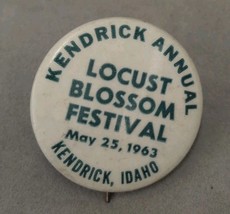 KENDRICK ANNUAL
LOCUST
BLOSSOM
FESTIVAL
May 25, 1963
KENDRICK, IDAHO